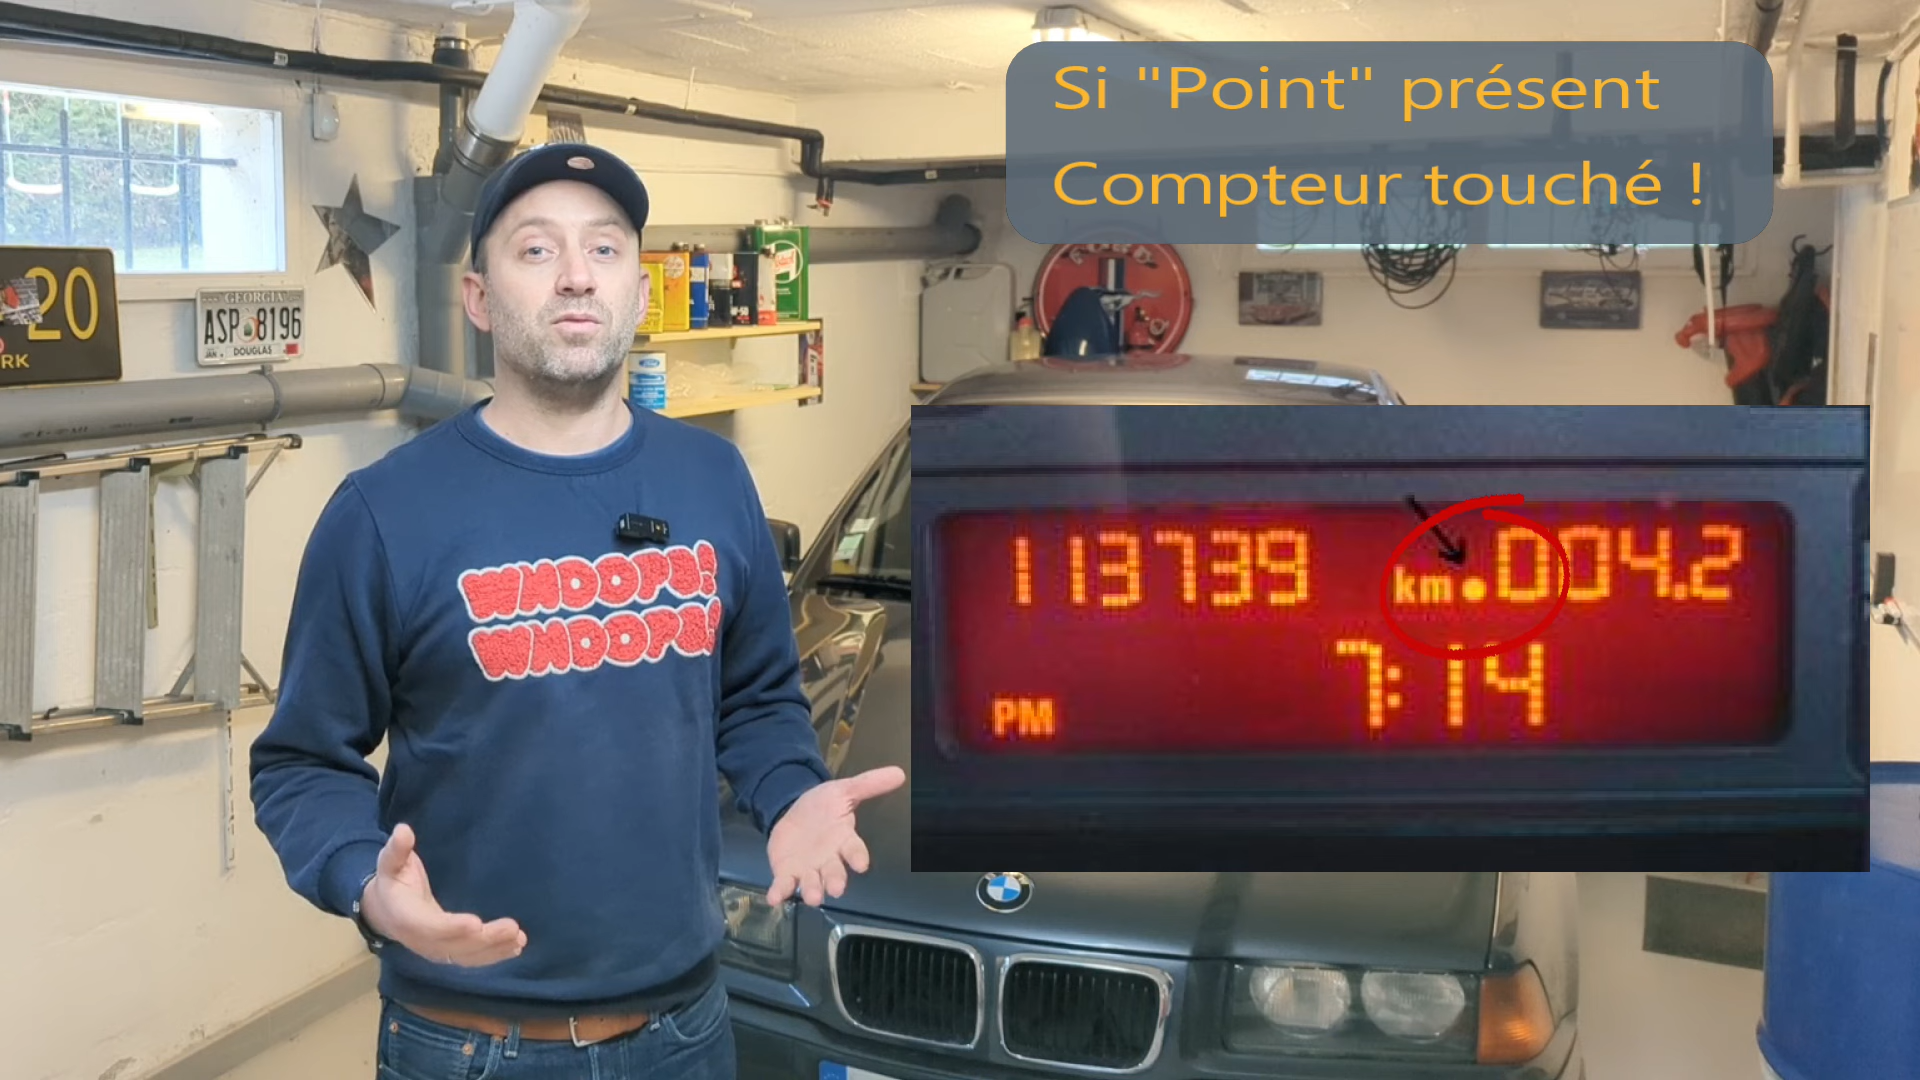 Si "Point" présent
Compteur touché !
20
RK
GEORGIA
ASP 8196
JAN
DOUGLAS
WHOOPS!
WHOOPS!
113739 km.004.2
7:14
PM